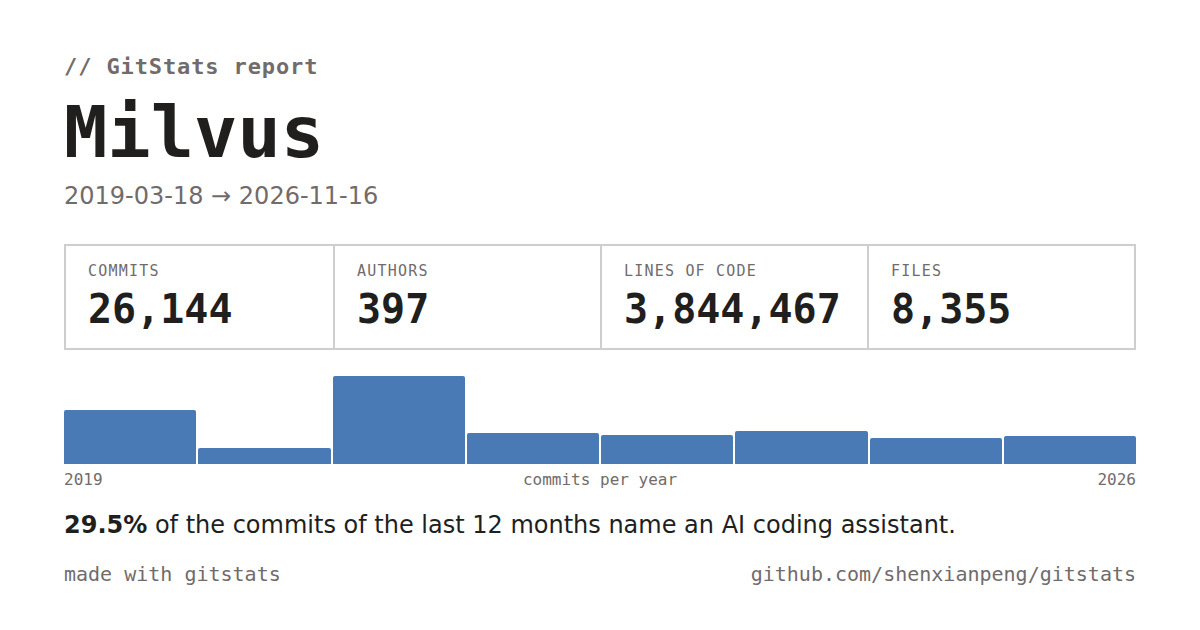 // GitStats report
Milvus
2019-03-18 → 2026-11-16
COMMITS
26,144
AUTHORS
397
LINES OF CODE
3,844,467
FILES
8,355
2019
commits per year
2026
29.5% of the commits of the last 12 months name an AI coding assistant.
made with gitstats
github.com/shenxianpeng/gitstats